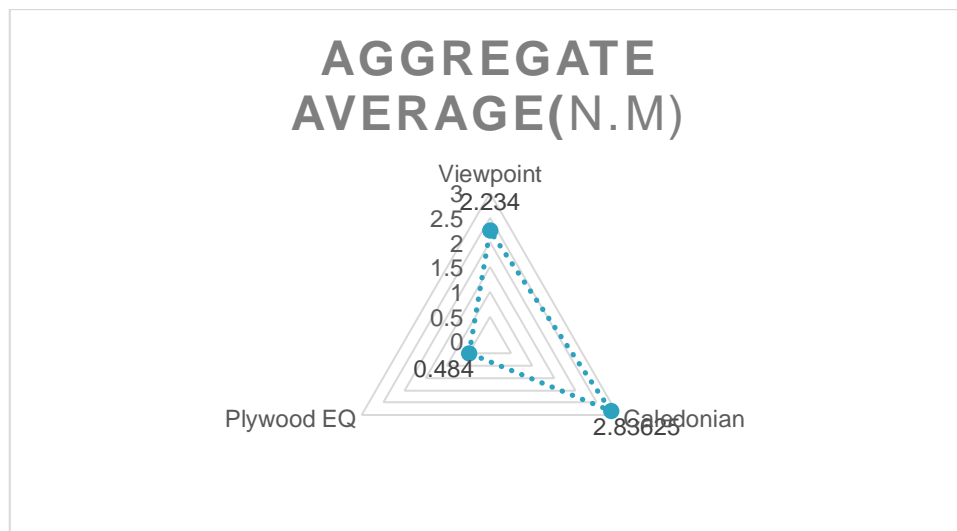 AGGREGATE
AVERAGE(N.M)
Viewpoint
3
2.234
2.5
2
1.5
1
0.5
0
0.484
Plywood EQ
Caledonian
2.83625